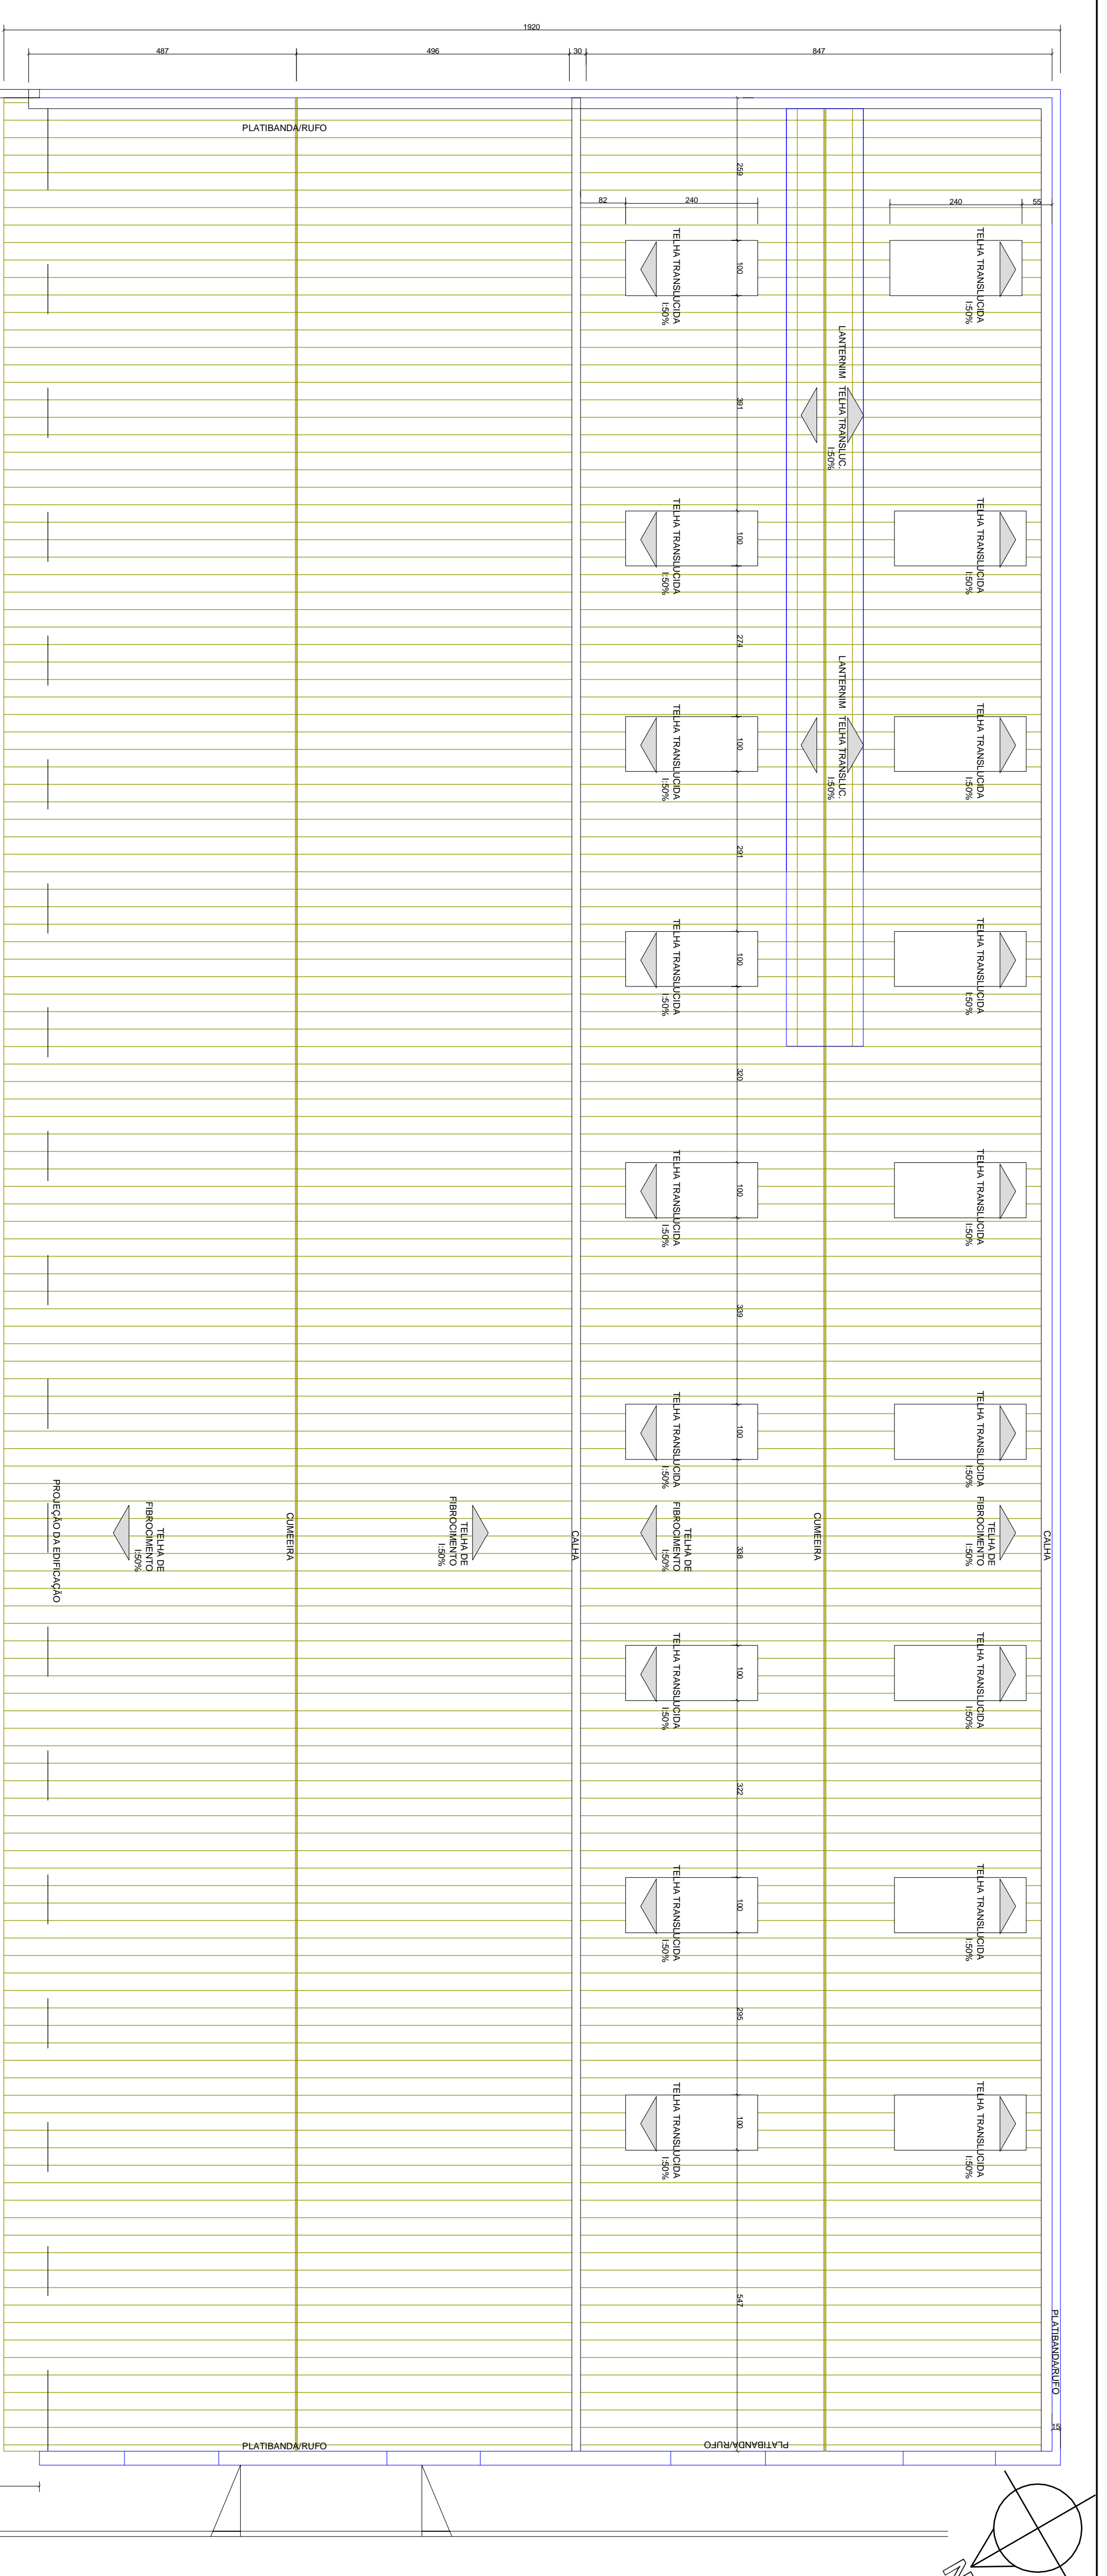 1920
487
496
30
847
PLATIBANDA/RUFO
259
82
240
240
55
TELHA TRANSLUCIDA
I:50%
100
TELHA TRANSLUCIDA
I:50%
LANTERNIM
TELHA TRANSLUC.
I:50%
391
TELHA TRANSLUCIDA
I:50%
100
TELHA TRANSLUCIDA
I:50%
274
LANTERNIM
TELHA TRANSLUC.
I:50%
TELHA TRANSLUCIDA
I:50%
100
TELHA TRANSLUCIDA
I:50%
291
TELHA TRANSLUCIDA
I:50%
100
TELHA TRANSLUCIDA
I:50%
320
TELHA TRANSLUCIDA
I:50%
100
TELHA TRANSLUCIDA
I:50%
339
TELHA TRANSLUCIDA
I:50%
100
TELHA TRANSLUCIDA
I:50%
PROJEÇÃO DA EDIFICAÇÃO
TELHA DE
FIBROCIMENTO
I:50%
CUMEEIRA
TELHA DE
FIBROCIMENTO
I:50%
CALHA
TELHA DE
FIBROCIMENTO
I:50%
338
CUMEEIRA
TELHA DE
FIBROCIMENTO
I:50%
CALHA
TELHA TRANSLUCIDA
I:50%
100
TELHA TRANSLUCIDA
I:50%
322
TELHA TRANSLUCIDA
I:50%
100
TELHA TRANSLUCIDA
I:50%
295
TELHA TRANSLUCIDA
I:50%
100
TELHA TRANSLUCIDA
I:50%
547
PLATIBANDA/RUFO
15
PLATIBANDA/RUFO
PLATIBANDA/RUFO